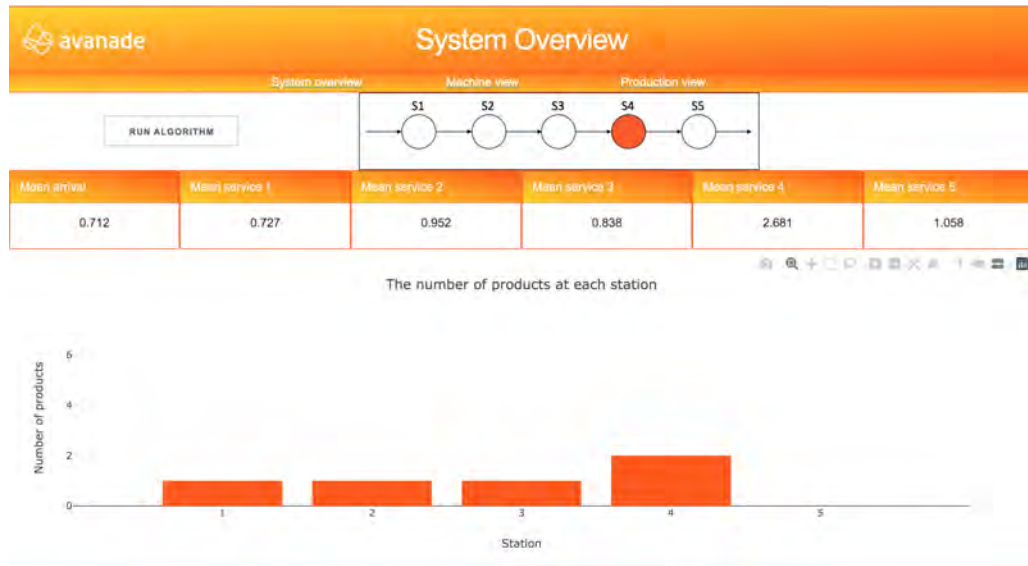 avanade
System Overview
System overview Machine view Production view
S1 S2 S3 S4 S5
RUN ALGORITHM
Mean arrival Mean service 1 Mean service 2 Mean service 3 Mean service 4 Mean service 5
0.712 0.727 0.952 0.838 2.681 1.058
The number of products at each station
Number of products
6
4
2
0
1 2 3 4 5
Station